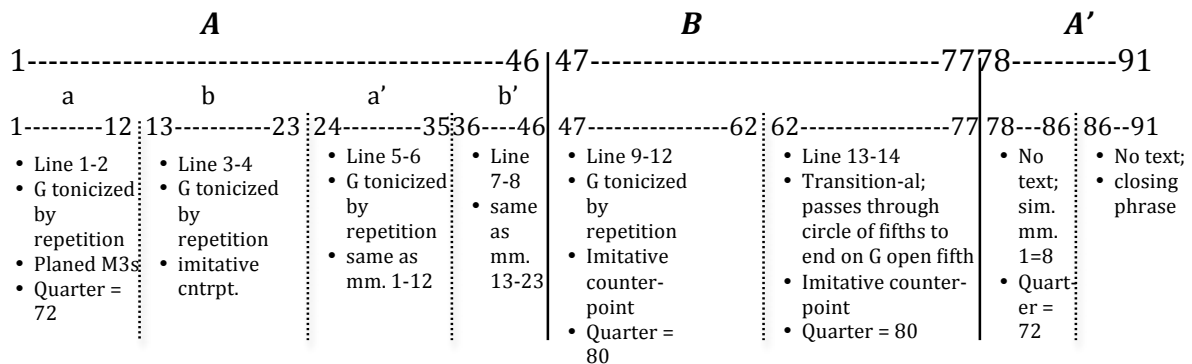 A B A’
1-----------------------------------46 47---------------------------7778----------91
a b a’ b’
1---------12 13----------23 24----------3536----46 47--------------62 62---------------77 78---86 86--91
• Line 1-2
• G tonicized
by
repetition
• Planed M3s
• Quarter =
72
• Line 3-4
• G tonicized
by
repetition
• imitative
cntrpt.
• Line 5-6
• G tonicized
by
repetition
• same as
mm. 1-12
• Line
7-8
• same
as
mm.
13-23
• Line 9-12
• G tonicized
by
repetition
• Imitative
counter-
point
• Quarter =
80
• Line 13-14
• Transition-al;
passes through
circle of fifths to
end on G open fifth
• Imitative counter-
point
• Quarter = 80
• No
text;
sim.
mm.
1=8
• Quart-
er =
72
• No text;
• closing
phrase